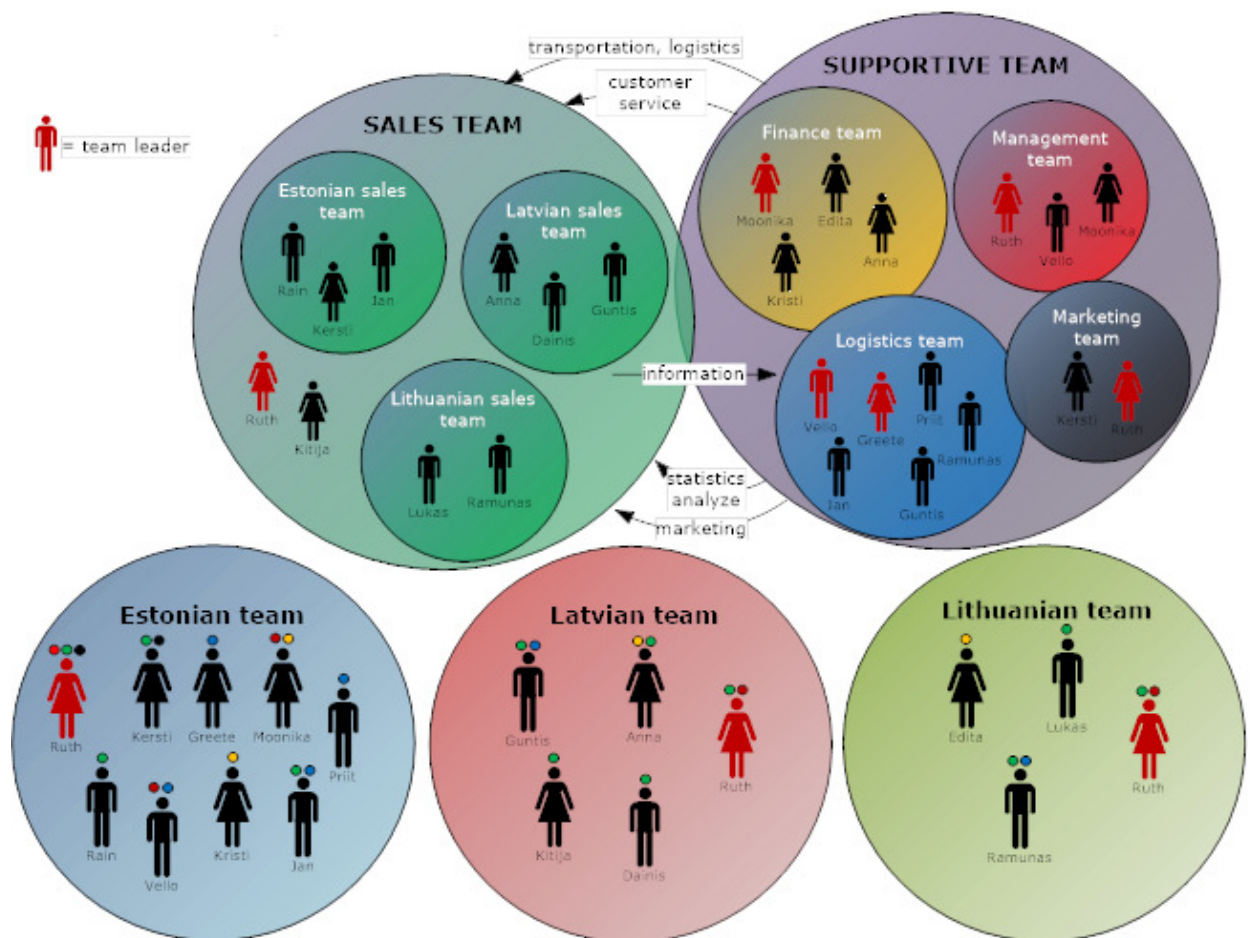 transportation, logistics
SUPPORTIVE TEAM
customer
service
SALES TEAM
Finance team
Management
team
= team leader
Estonian sales
team
Latvian sales
team
Moonika
Edita
Ruth
Moonika
Vello
Anna
Kristi
Rain
Jan
Kersti
Anna
Guntis
Dainis
Marketing
team
Logistics team
information
Lithuanian sales
team
Ruth
Kitija
Vello
Greete
Priit
Ramunas
Kersti
Ruth
Jan
Guntis
Lukas
Ramunas
statistics
analyze
marketing
Estonian team
Ruth
Kersti
Greete
Moonika
Priit
Rain
Vello
Kristi
Jan
Latvian team
Guntis
Anna
Ruth
Kitija
Dainis
Lithuanian team
Edita
Lukas
Ruth
Ramunas